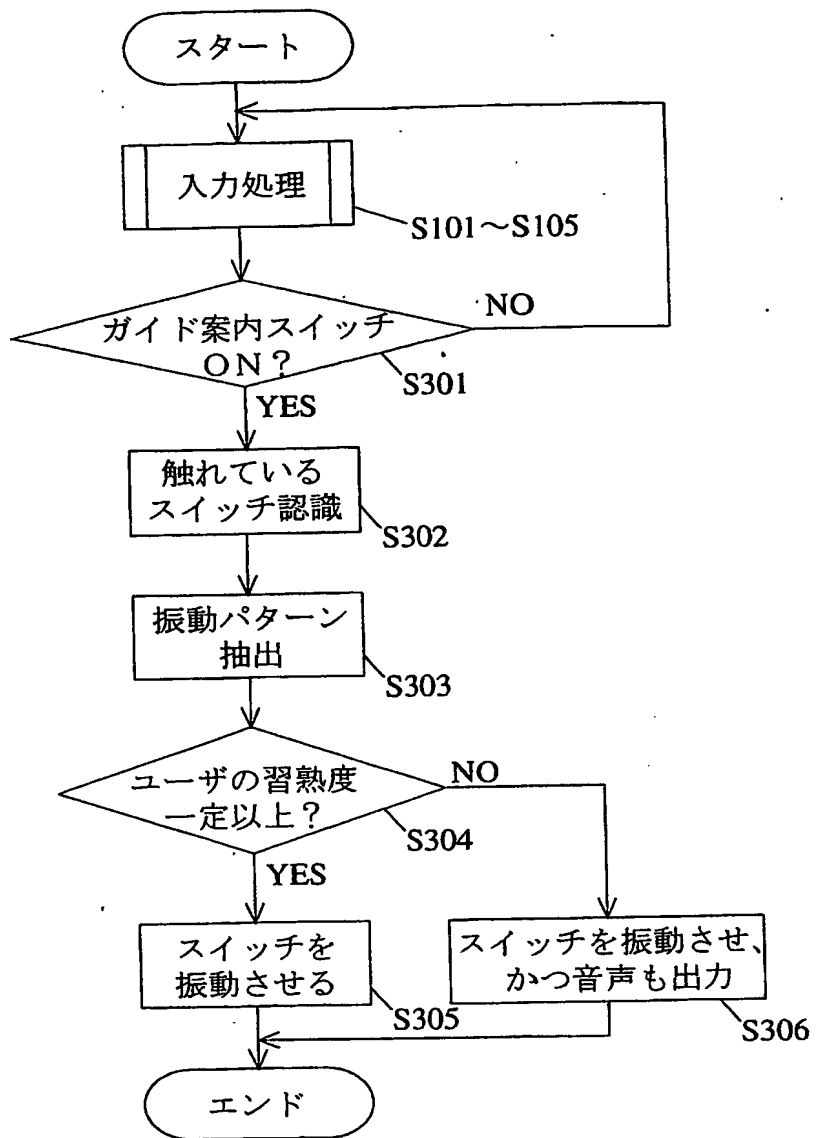 スタート
入力処理
S101～S105
ガイド案内スイッチ
ON？
NO
S301
YES
触れている
スイッチ認識
S302
振動パターン
抽出
S303
ユーザの習熟度
一定以上？
NO
S304
YES
スイッチを
振動させる
S305
スイッチを振動させ、
かつ音声も出力
S306
エンド